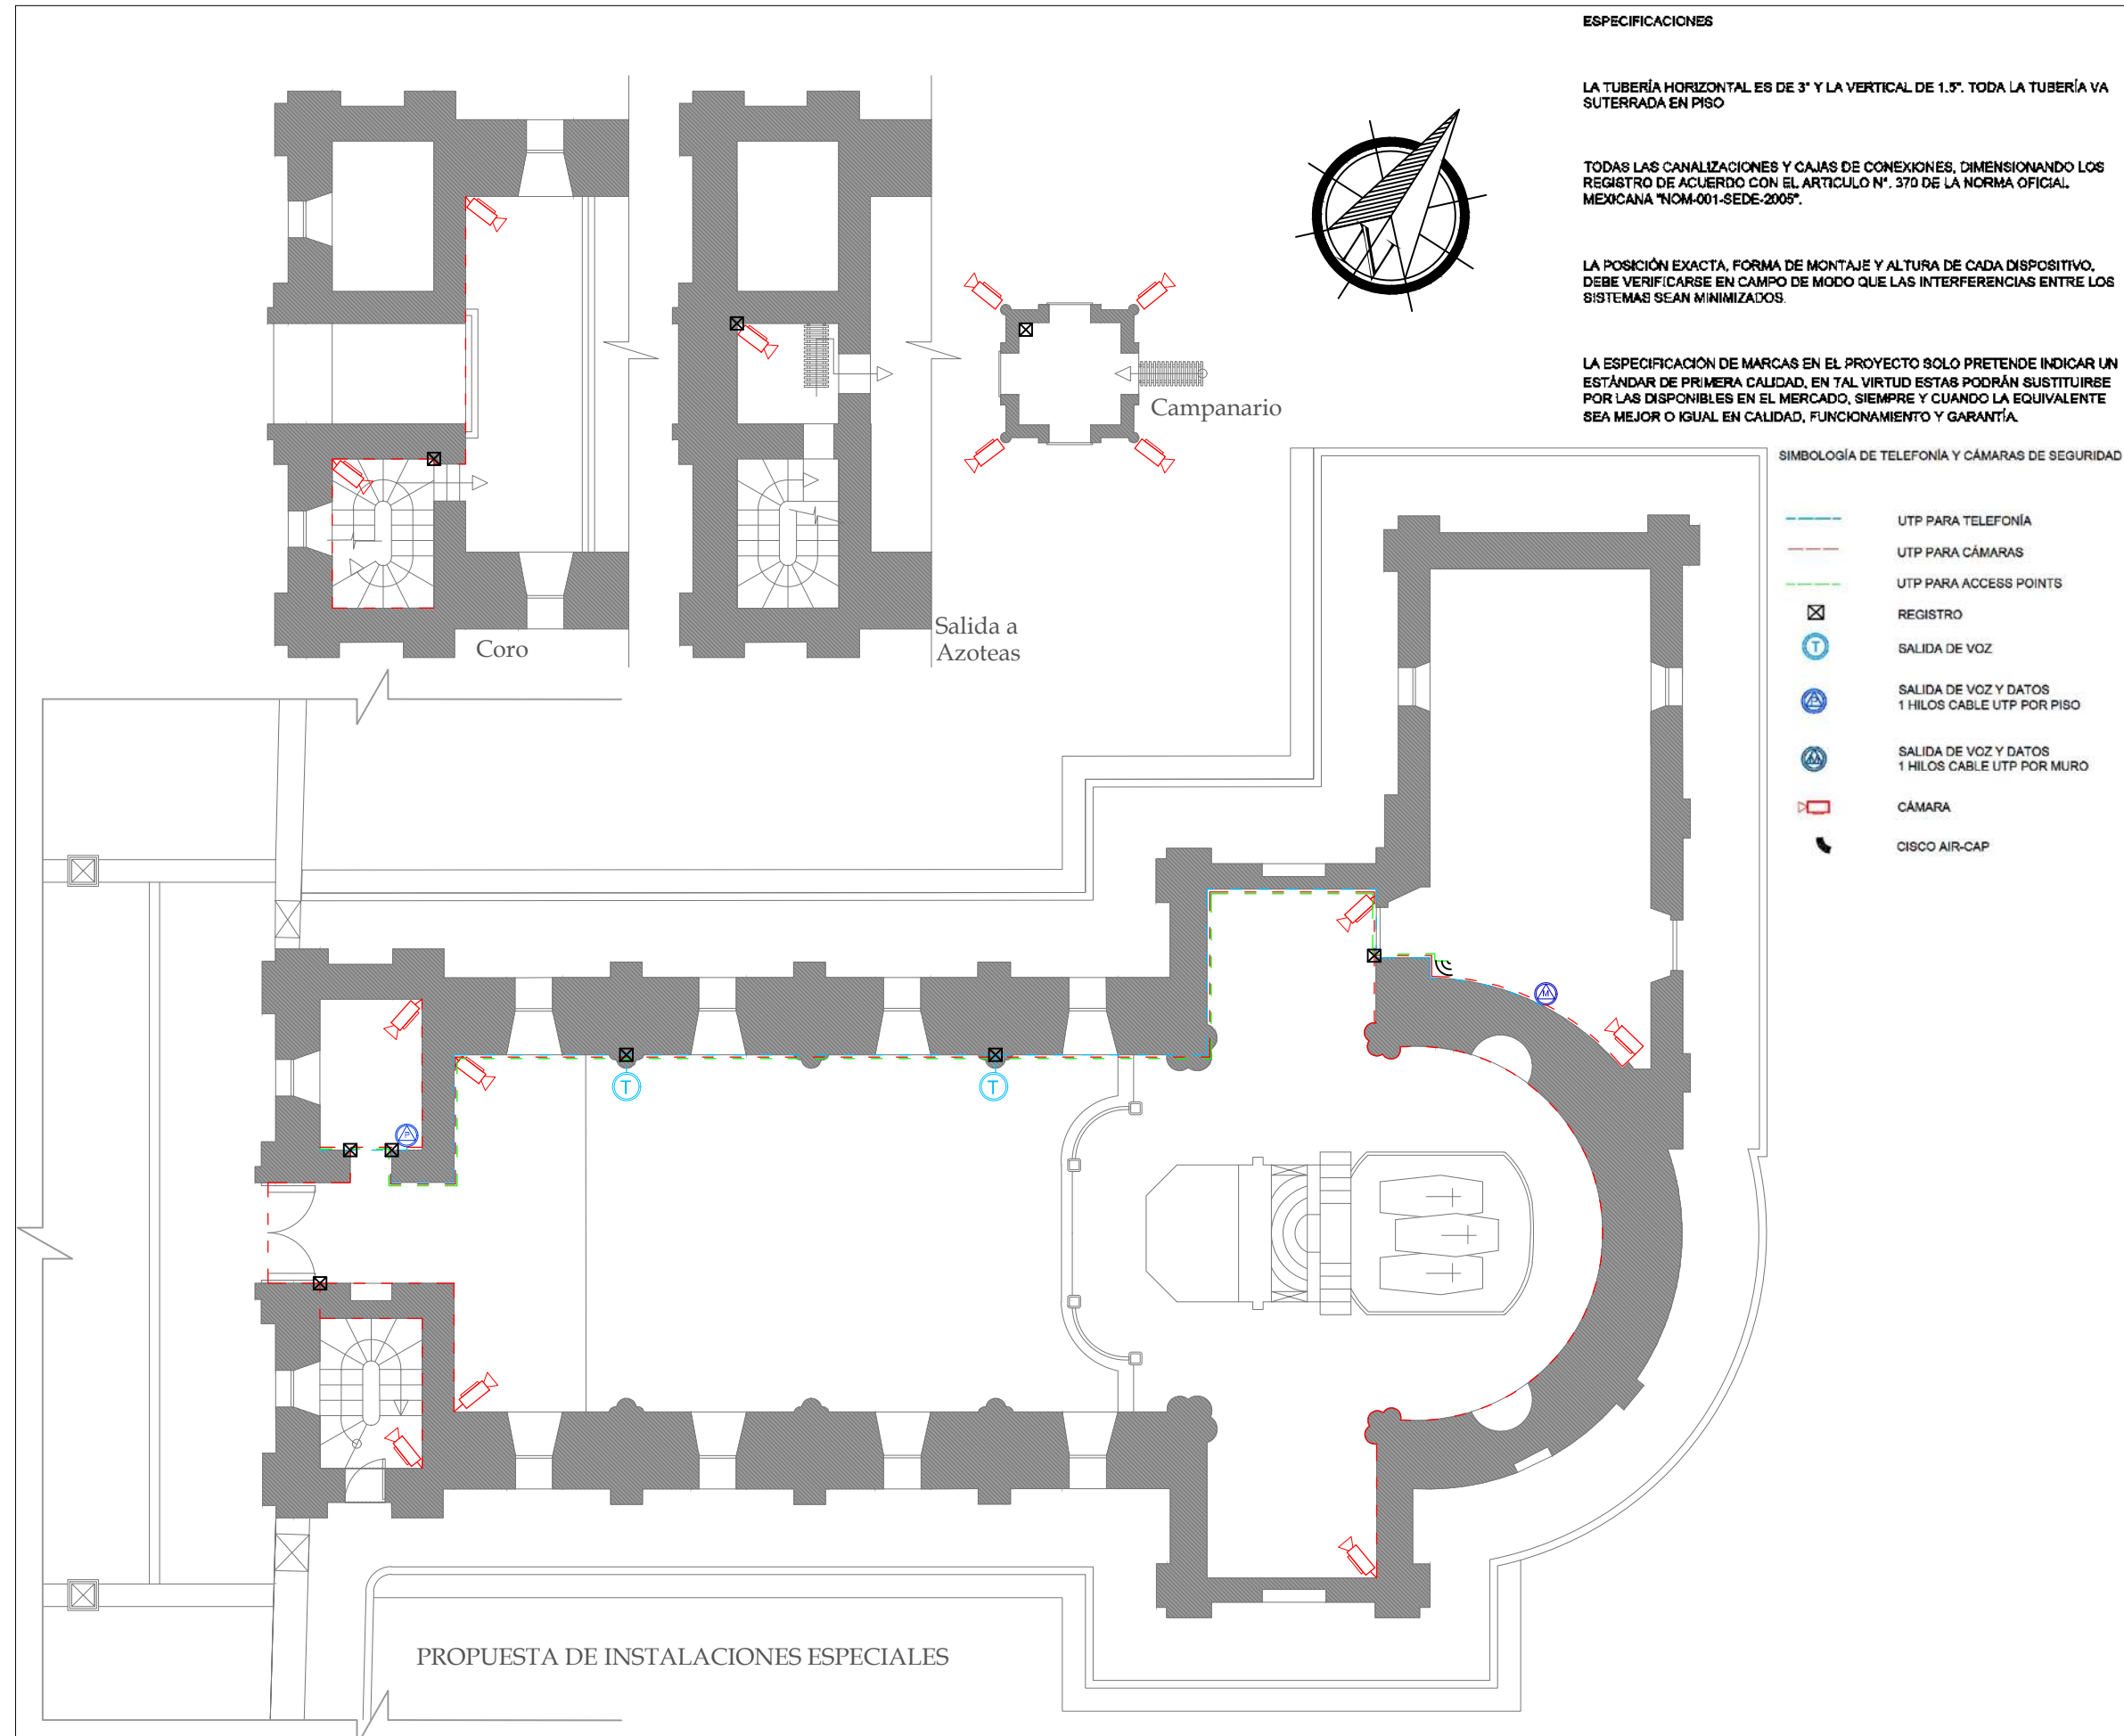 ESPECIFICACIONES
LA TUBERÍA HORIZONTAL ES DE 3" Y LA VERTICAL DE 1.5". TODA LA TUBERÍA VA
SUTERRADA EN PISO
TODAS LAS CANALIZACIONES Y CAJAS DE CONEXIONES, DIMENSIONANDO LOS
REGISTRO DE ACUERDO CON EL ARTICULO N°. 370 DE LA NORMA OFICIAL
MEXICANA "NOM-001-SEDE-2005".
LA POSICIÓN EXACTA, FORMA DE MONTAJE Y ALTURA DE CADA DISPOSITIVO,
DEBE VERIFICARSE EN CAMPO DE MODO QUE LAS INTERFERENCIAS ENTRE LOS
SISTEMAS SEAN MINIMIZADOS.
LA ESPECIFICACIÓN DE MARCAS EN EL PROYECTO SOLO PRETENDE INDICAR UN
ESTÁNDAR DE PRIMERA CALIDAD, EN TAL VIRTUD ESTAS PODRÁN SUSTITUIRSE
POR LAS DISPONIBLES EN EL MERCADO, SIEMPRE Y CUANDO LA EQUIVALENTE
SEA MEJOR O IGUAL EN CALIDAD, FUNCIONAMIENTO Y GARANTÍA.
SIMBOLOGÍA DE TELEFONÍA Y CÁMARAS DE SEGURIDAD
UTP PARA TELEFONÍA
UTP PARA CÁMARAS
UTP PARA ACCESS POINTS
REGISTRO
T
SALIDA DE VOZ
P
SALIDA DE VOZ Y DATOS
1 HILOS CABLE UTP POR PISO
M
SALIDA DE VOZ Y DATOS
1 HILOS CABLE UTP POR MURO
CÁMARA
CISCO AIR-CAP
N
Campanario
Coro
Salida a
Azoteas
T
T
P
M
PROPUESTA DE INSTALACIONES ESPECIALES